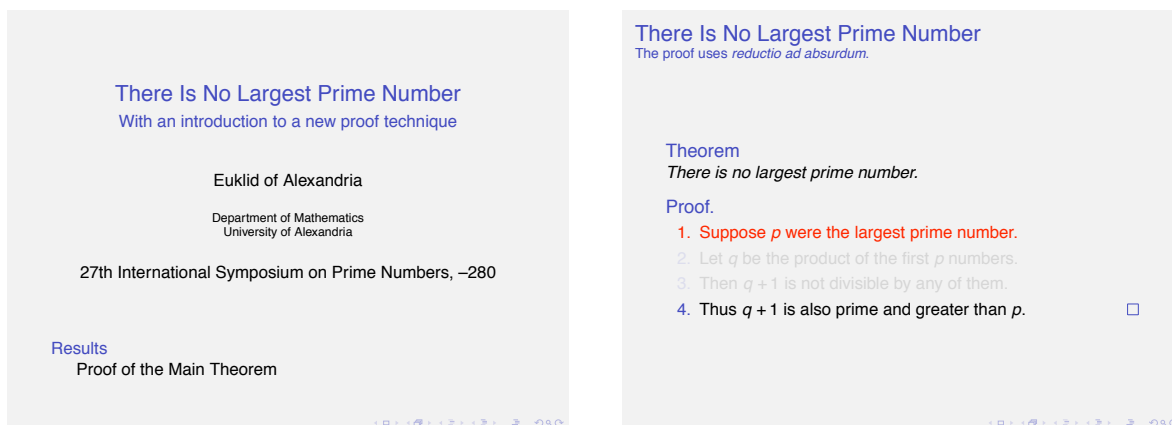 There Is No Largest Prime Number
With an introduction to a new proof technique
Euklid of Alexandria
Department of Mathematics
University of Alexandria
27th International Symposium on Prime Numbers, –280
Results
Proof of the Main Theorem
There Is No Largest Prime Number
The proof uses reductio ad absurdum.
Theorem
There is no largest prime number.
Proof.
1. Suppose p were the largest prime number.
2. Let q be the product of the first p numbers.
3. Then q + 1 is not divisible by any of them.
4. Thus q + 1 is also prime and greater than p.